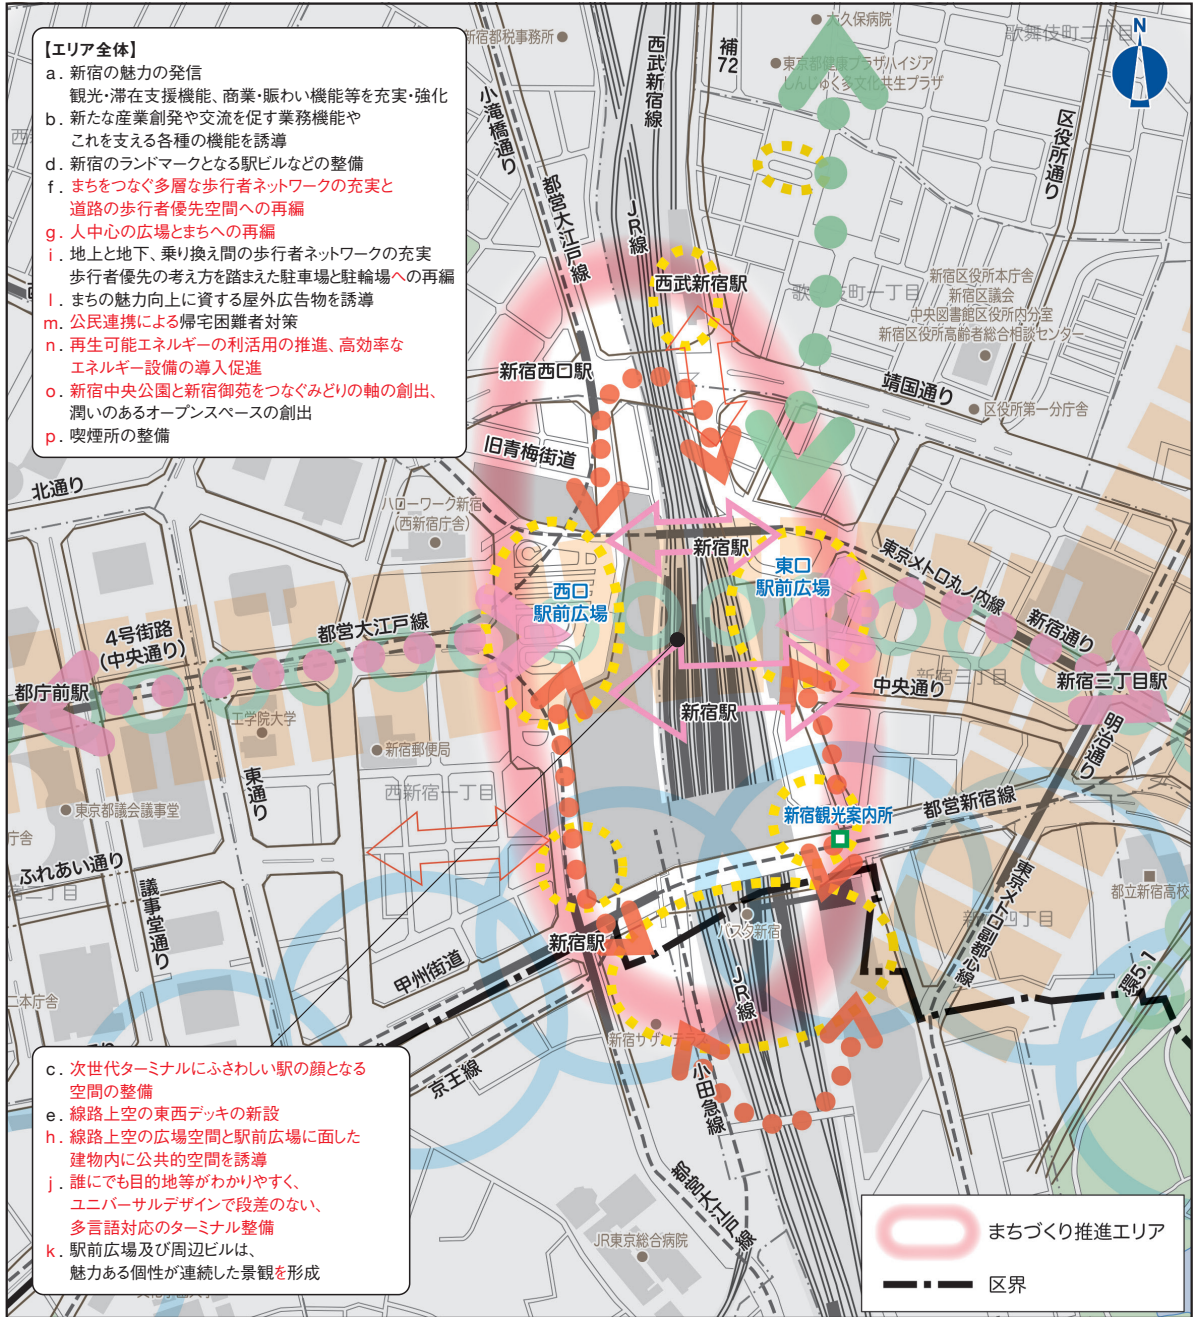 【エリア全体】
a. 新宿の魅力の発信
観光・滞在支援機能、商業・賑わい機能等を充実・強化
b. 新たな産業創発や交流を促す業務機能や
これを支える各種の機能を誘導
d. 新宿のランドマークとなる駅ビルなどの整備
f. まちをつなぐ多層な歩行者ネットワークの充実と
道路の歩行者優先空間への再編
g. 人中心の広場とまちへの再編
i. 地上と地下、乗り換え間の歩行者ネットワークの充実
歩行者優先の考え方を踏まえた駐車場と駐輪場への再編
l. まちの魅力向上に資する屋外広告物を誘導
m. 公民連携による帰宅困難者対策
n. 再生可能エネルギーの利活用の推進、高効率な
エネルギー設備の導入促進
o. 新宿中央公園と新宿御苑をつなぐみどりの軸の創出、
潤いのあるオープンスペースの創出
p. 喫煙所の整備
新宿都税事務所
西武新宿線
補72
大久保病院
歌舞伎町二丁目
東京都健康プラザハイジア
しんじゅく多文化共生プラザ
N
小滝橋通り
都営大江戸線
JR線
区役所通り
西武新宿駅
歌舞伎町一丁目
新宿区役所本庁舎
新宿区議会
中央図書館区役所内分室
新宿区役所高齢者総合相談センター
新宿西口駅
靖国通り
区役所第一分庁舎
旧青梅街道
北通り
ハローワーク新宿
(西新宿庁舎)
新宿駅
東口
駅前広場
西口
駅前広場
東京メトロ丸ノ内線
新宿通り
4号街路
(中央通り)
都営大江戸線
都庁前駅
新宿三丁目
新宿三丁目駅
中央通り
新宿駅
工学院大学
新宿郵便局
明治通り
東通り
西新宿一丁目
東京都議会議事堂
庁舎
都営新宿線
新宿観光案内所
ふれあい通り
議事堂通り
東京メトロ副都心線
都立新宿高校
新宿四丁目
バスタ新宿
新宿駅
甲州街道
JR線
環5.1
二本庁舎
新宿サザンテラス
京王線
小田急線
都営大江戸線
JR東京総合病院
c. 次世代ターミナルにふさわしい駅の顔となる
空間の整備
e. 線路上空の東西デッキの新設
h. 線路上空の広場空間と駅前広場に面した
建物内に公共的空間を誘導
j. 誰にでも目的地等がわかりやすく、
ユニバーサルデザインで段差のない、
多言語対応のターミナル整備
k. 駅前広場及び周辺ビルは、
魅力ある個性が連続した景観を形成
まちづくり推進エリア
区界